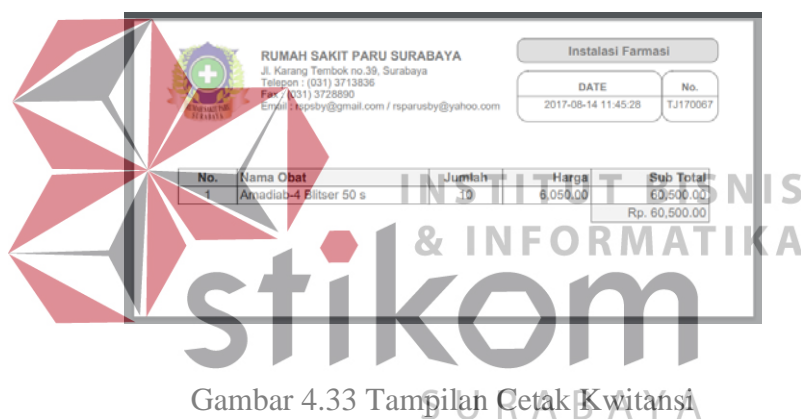 RUMAH SAKIT PARU SURABAYA
Jl. Karang Tembok no.39, Surabaya
Telepon : (031) 3713836
Fax : (031) 3728890
Email : rspsby@gmail.com / rsparusby@yahoo.com
Instalasi Farmasi
DATE No.
2017-08-14 11:45:28 TJ170067
No. Nama Obat Jumlah Harga Sub Total
1 Amadiab-4 Blitser 50 s 10 6,050.00 60,500.00
Rp. 60,500.00
INSTITUT BISNIS
& INFORMATIKA
stikom
SURABAYA
Gambar 4.33 Tampilan Cetak Kwitansi